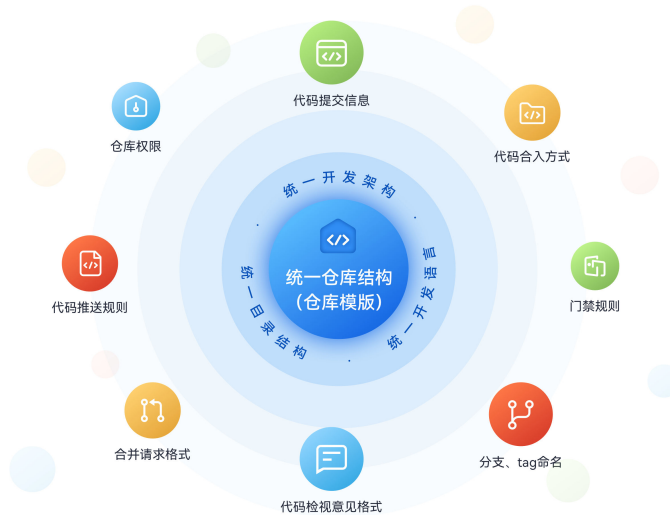 代码提交信息
仓库权限
代码合入方式
统一开发架构
统一仓库结构
（仓库模版）
统一目录结构
统一开发语言
代码推送规则
门禁规则
合并请求格式
分支、tag命名
代码检视意见格式